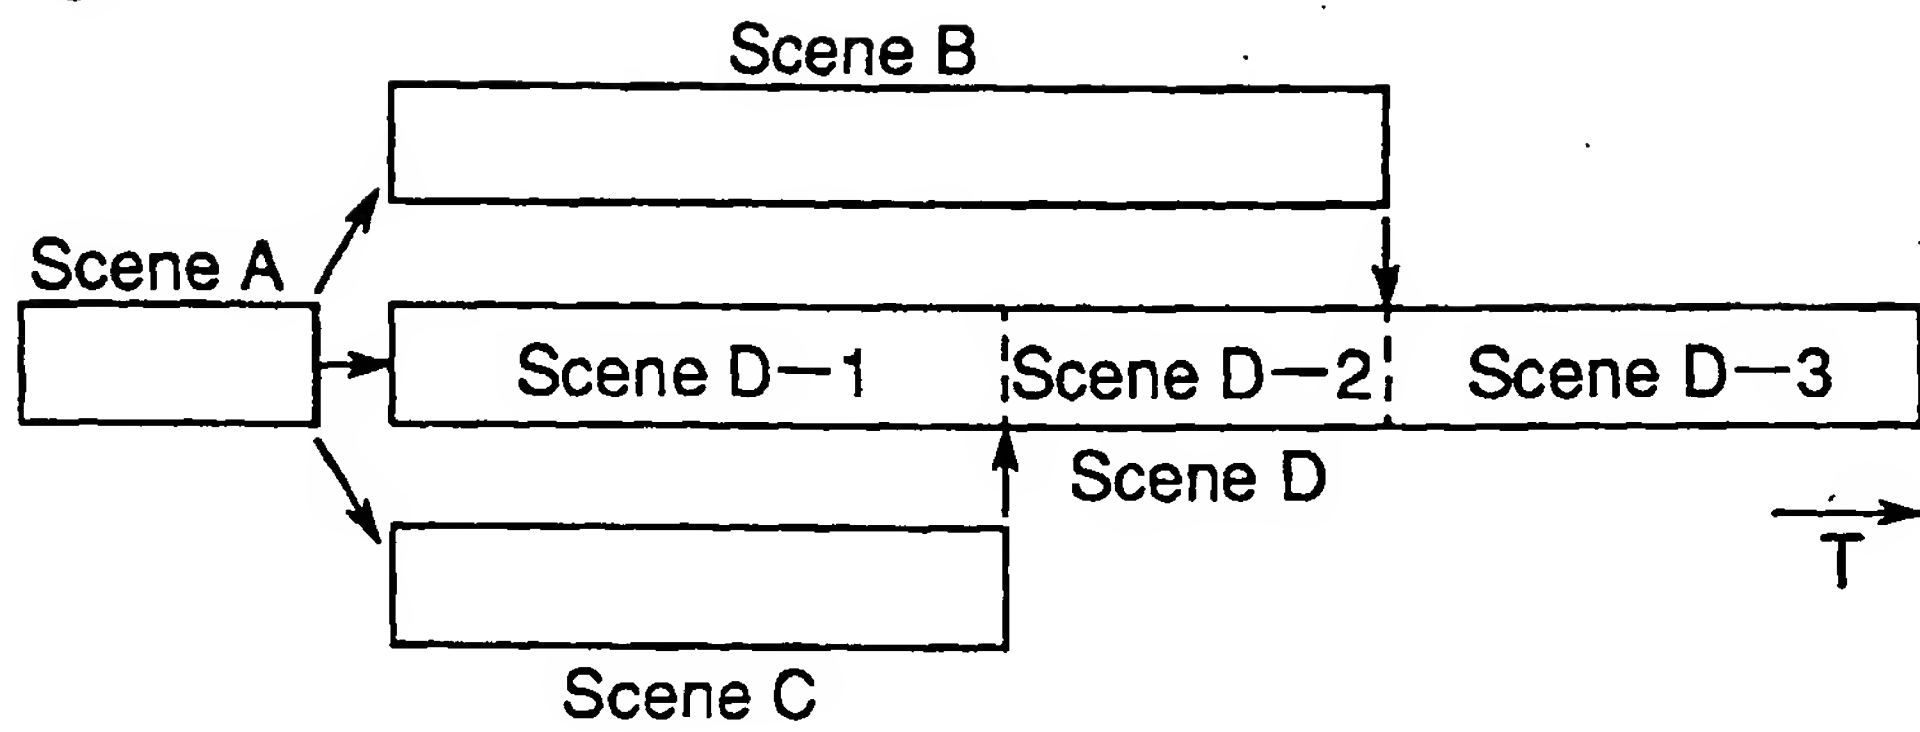 Scene B
Scene A
Scene D—1
Scene D—2
Scene D—3
Scene D
T
Scene C